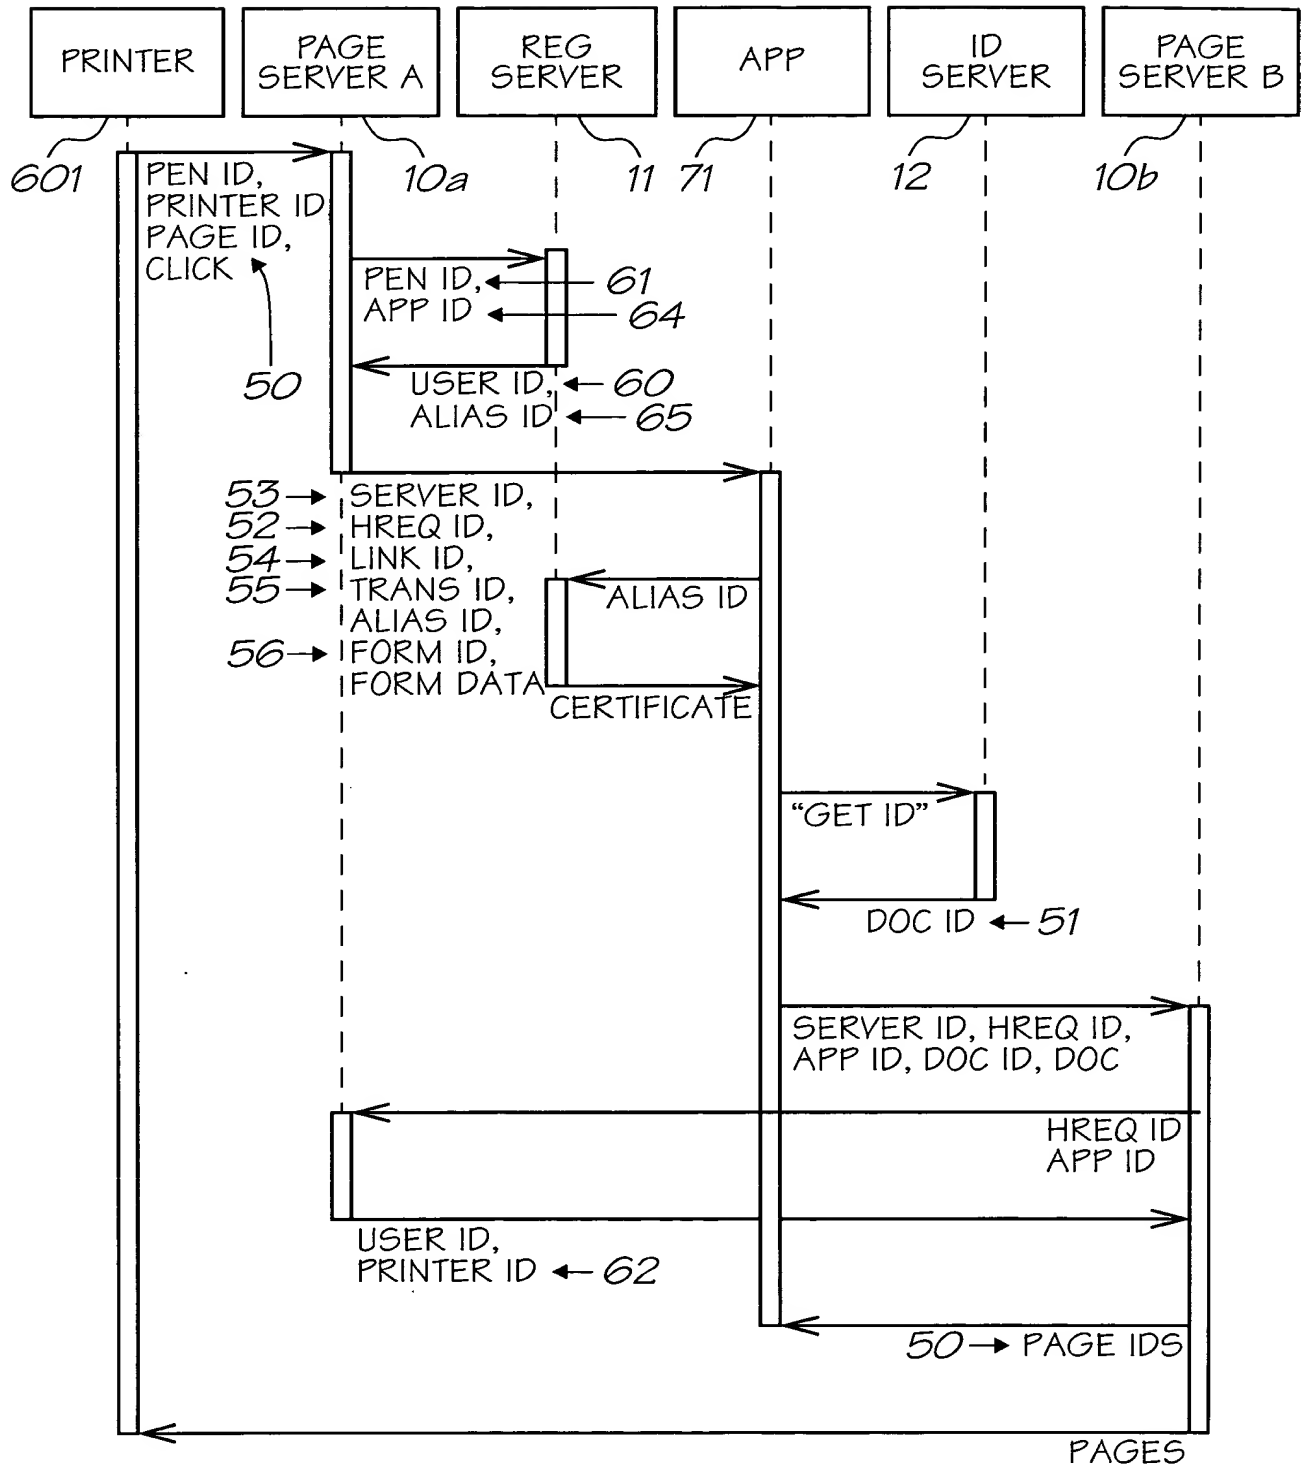 PRINTER
PAGE
SERVER A
REG
SERVER
APP
ID
SERVER
PAGE
SERVER B
601
10a
11
71
12
10b
PEN ID,
PRINTER ID
PAGE ID,
CLICK
50
PEN ID,
61
APP ID
64
USER ID,
60
ALIAS ID
65
53
SERVER ID,
52
HREQ ID,
54
LINK ID,
55
TRANS ID,
ALIAS ID,
56
FORM ID,
FORM DATA
ALIAS ID
CERTIFICATE
“GET ID”
DOC ID
51
SERVER ID, HREQ ID,
APP ID, DOC ID, DOC
HREQ ID
APP ID
USER ID,
PRINTER ID
62
50
PAGE IDS
PAGES